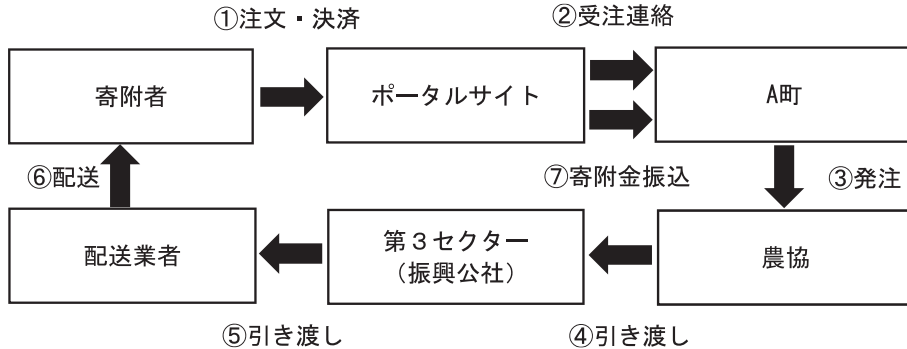 ①注文・決済
②受注連絡
寄附者
ポータルサイト
A町
⑥配送
⑦寄附金振込
③発注
配送業者
第３セクター
（振興公社）
農協
⑤引き渡し
④引き渡し